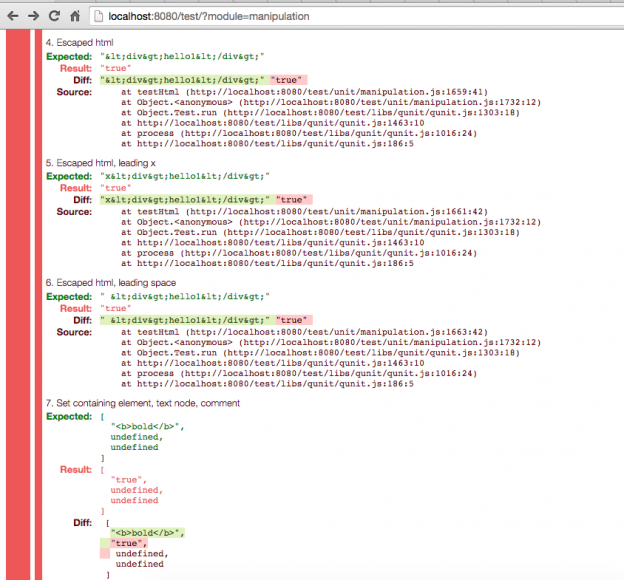 localhost:8080/test/?module=manipulation
4. Escaped html
Expected: "&lt;div&gt;hello1&lt;/div&gt;"
Result: "true"
Diff: "&lt;div&gt;hello1&lt;/div&gt;" "true"
Source: at testHtml (http://localhost:8080/test/unit/manipulation.js:1659:41)
at Object.<anonymous> (http://localhost:8080/test/unit/manipulation.js:1732:12)
at Object.Test.run (http://localhost:8080/test/libs/qunit/qunit.js:1303:18)
at http://localhost:8080/test/libs/qunit/qunit.js:1463:10
at process (http://localhost:8080/test/libs/qunit/qunit.js:1016:24)
at http://localhost:8080/test/libs/qunit/qunit.js:186:5
5. Escaped html, leading x
Expected: "x&lt;div&gt;hello1&lt;/div&gt;"
Result: "true"
Diff: "x&lt;div&gt;hello1&lt;/div&gt;" "true"
Source: at testHtml (http://localhost:8080/test/unit/manipulation.js:1661:42)
at Object.<anonymous> (http://localhost:8080/test/unit/manipulation.js:1732:12)
at Object.Test.run (http://localhost:8080/test/libs/qunit/qunit.js:1303:18)
at http://localhost:8080/test/libs/qunit/qunit.js:1463:10
at process (http://localhost:8080/test/libs/qunit/qunit.js:1016:24)
at http://localhost:8080/test/libs/qunit/qunit.js:186:5
6. Escaped html, leading space
Expected: " &lt;div&gt;hello1&lt;/div&gt;"
Result: "true"
Diff: " &lt;div&gt;hello1&lt;/div&gt;" "true"
Source: at testHtml (http://localhost:8080/test/unit/manipulation.js:1663:42)
at Object.<anonymous> (http://localhost:8080/test/unit/manipulation.js:1732:12)
at Object.Test.run (http://localhost:8080/test/libs/qunit/qunit.js:1303:18)
at http://localhost:8080/test/libs/qunit/qunit.js:1463:10
at process (http://localhost:8080/test/libs/qunit/qunit.js:1016:24)
at http://localhost:8080/test/libs/qunit/qunit.js:186:5
7. Set containing element, text node, comment
Expected: [
"<b>bold</b>",
undefined,
undefined
]
Result: [
"true",
undefined,
undefined
]
Diff: [
"<b>bold</b>",
"true",
undefined,
undefined
]